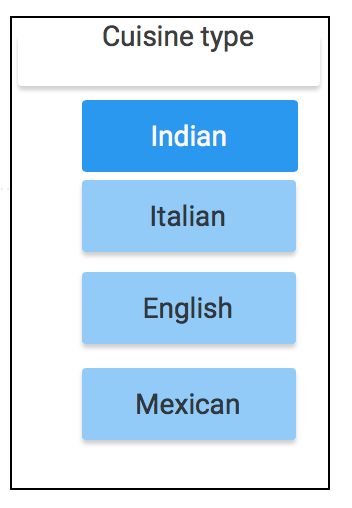 Cuisine type
Indian
Italian
English
Mexican